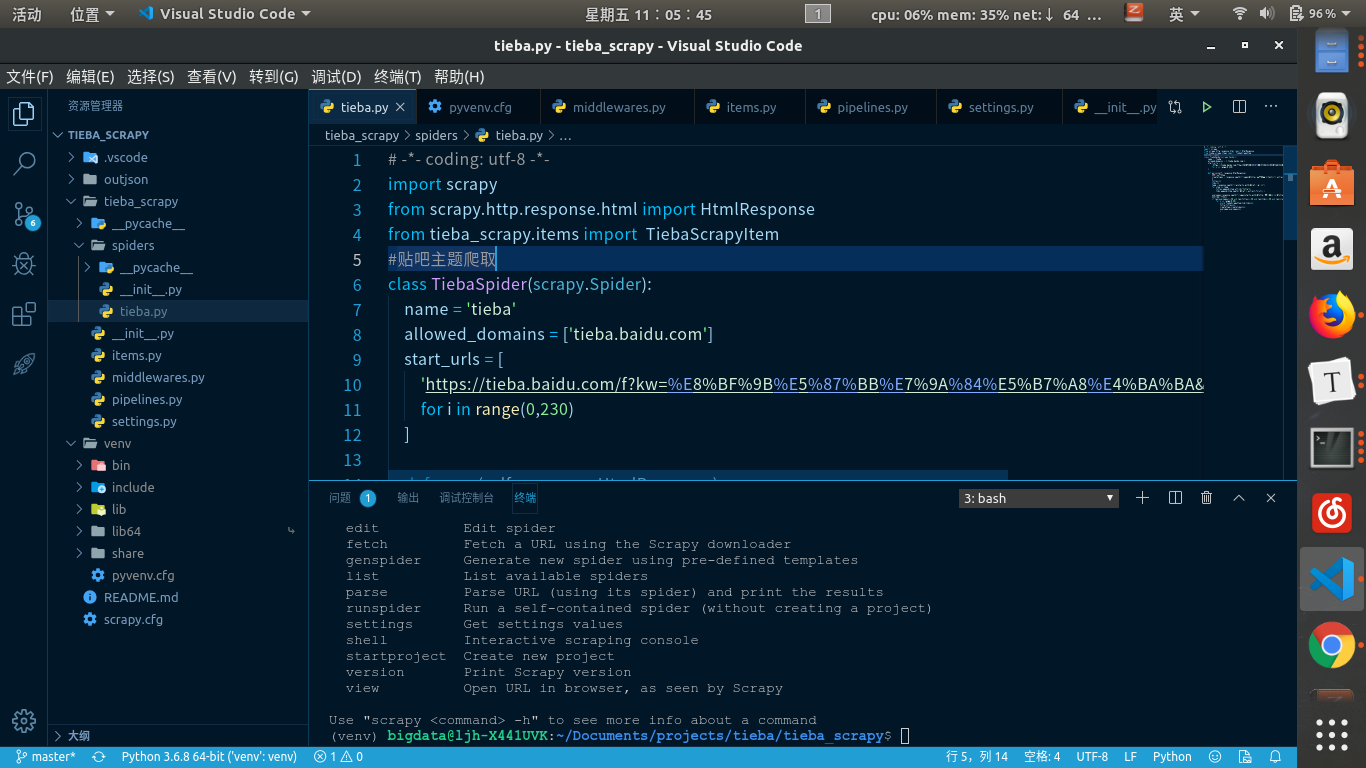 活动 位置 Visual Studio Code 星期五 11：05：45 1 cpu: 06% mem: 35% net:↓ 64 … 英 96%
tieba.py - tieba_scrapy - Visual Studio Code
文件(F) 编辑(E) 选择(S) 查看(V) 转到(G) 调试(D) 终端(T) 帮助(H)
资源管理器
TIEBA_SCRAPY
.vscode
outjson
tieba_scrapy
__pycache__
spiders
__pycache__
__init__.py
tieba.py
__init__.py
items.py
middlewares.py
pipelines.py
settings.py
venv
bin
include
lib
lib64
share
pyvenv.cfg
README.md
scrapy.cfg
大纲
6
tieba.py pyvenv.cfg middlewares.py items.py pipelines.py settings.py __init__.py
tieba_scrapy > spiders > tieba.py > …
1 # -*- coding: utf-8 -*-
2 import scrapy
3 from scrapy.http.response.html import HtmlResponse
4 from tieba_scrapy.items import  TiebaScrapyItem
5 #贴吧主题爬取
6 class TiebaSpider(scrapy.Spider):
7 name = 'tieba'
8 allowed_domains = ['tieba.baidu.com']
9 start_urls = [
10 'https://tieba.baidu.com/f?kw=%E8%BF%9B%E5%87%BB%E7%9A%84%E5%B7%A8%E4%BA%BA&
11 for i in range(0,230)
12 ]
13
问题 1 输出 调试控制台 终端 3: bash
edit Edit spider
fetch Fetch a URL using the Scrapy downloader
genspider Generate new spider using pre-defined templates
list List available spiders
parse Parse URL (using its spider) and print the results
runspider Run a self-contained spider (without creating a project)
settings Get settings values
shell Interactive scraping console
startproject Create new project
version Print Scrapy version
view Open URL in browser, as seen by Scrapy
Use "scrapy <command> -h" to see more info about a command
(venv) bigdata@ljh-X441UVK:~/Documents/projects/tieba/tieba_scrapy$
master* Python 3.6.8 64-bit ('venv': venv) 1 0 行 5，列 14 空格: 4 UTF-8 LF Python